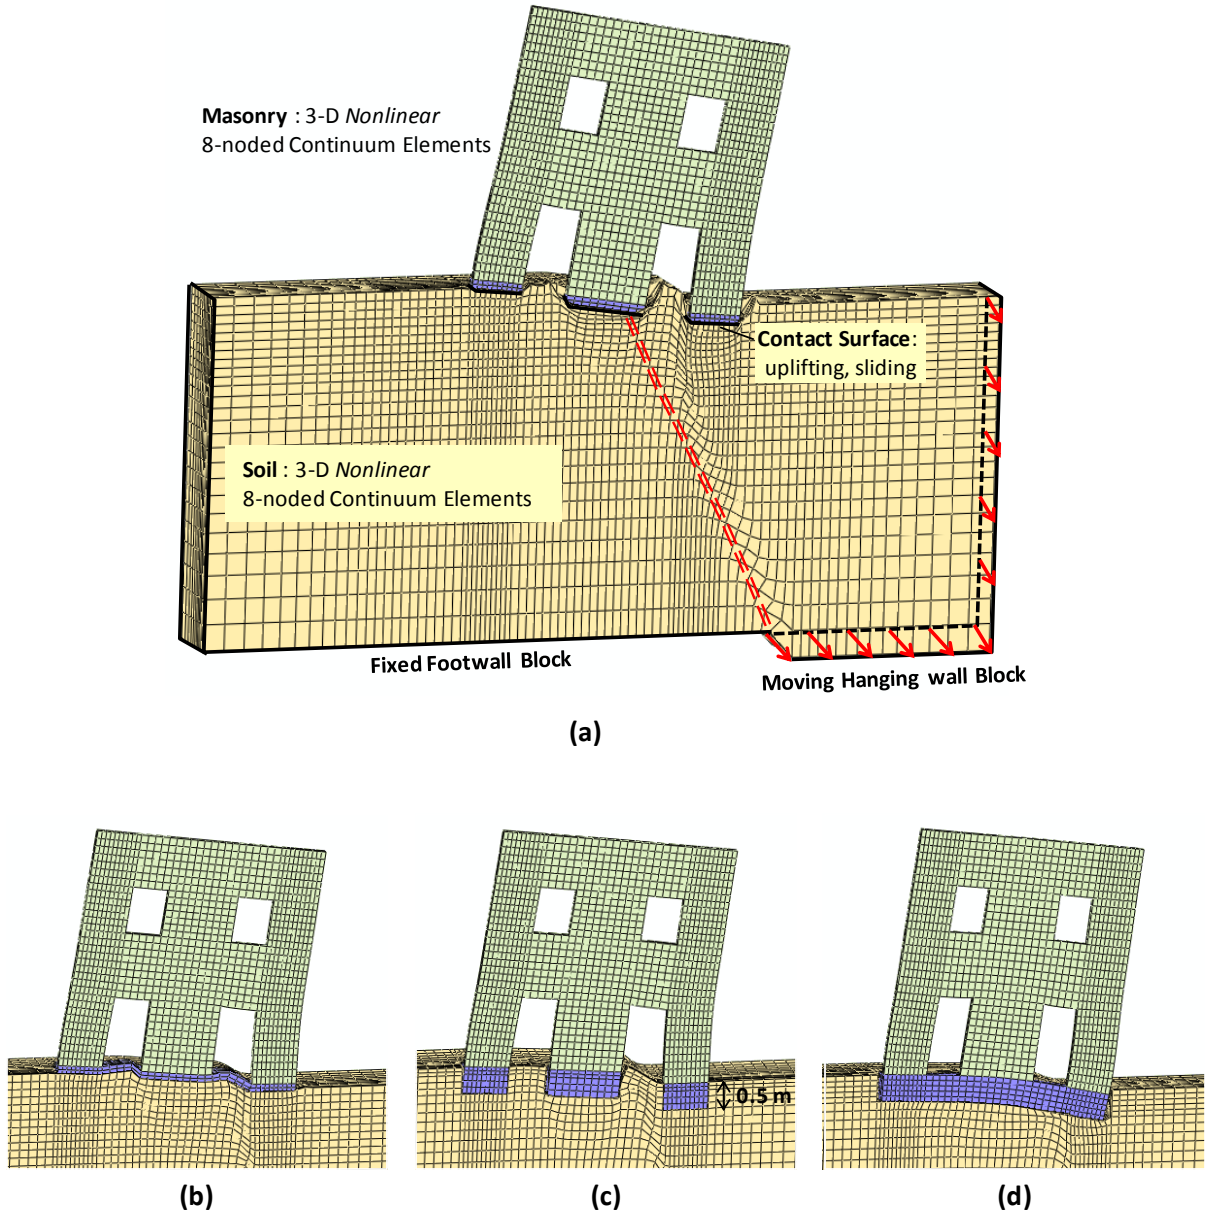 Masonry : 3-D Nonlinear
8-noded Continuum Elements
Contact Surface:
uplifting, sliding
Soil : 3-D Nonlinear
8-noded Continuum Elements
Fixed Footwall Block
Moving Hanging wall Block
(a)
0.5 m
(b)
(c)
(d)